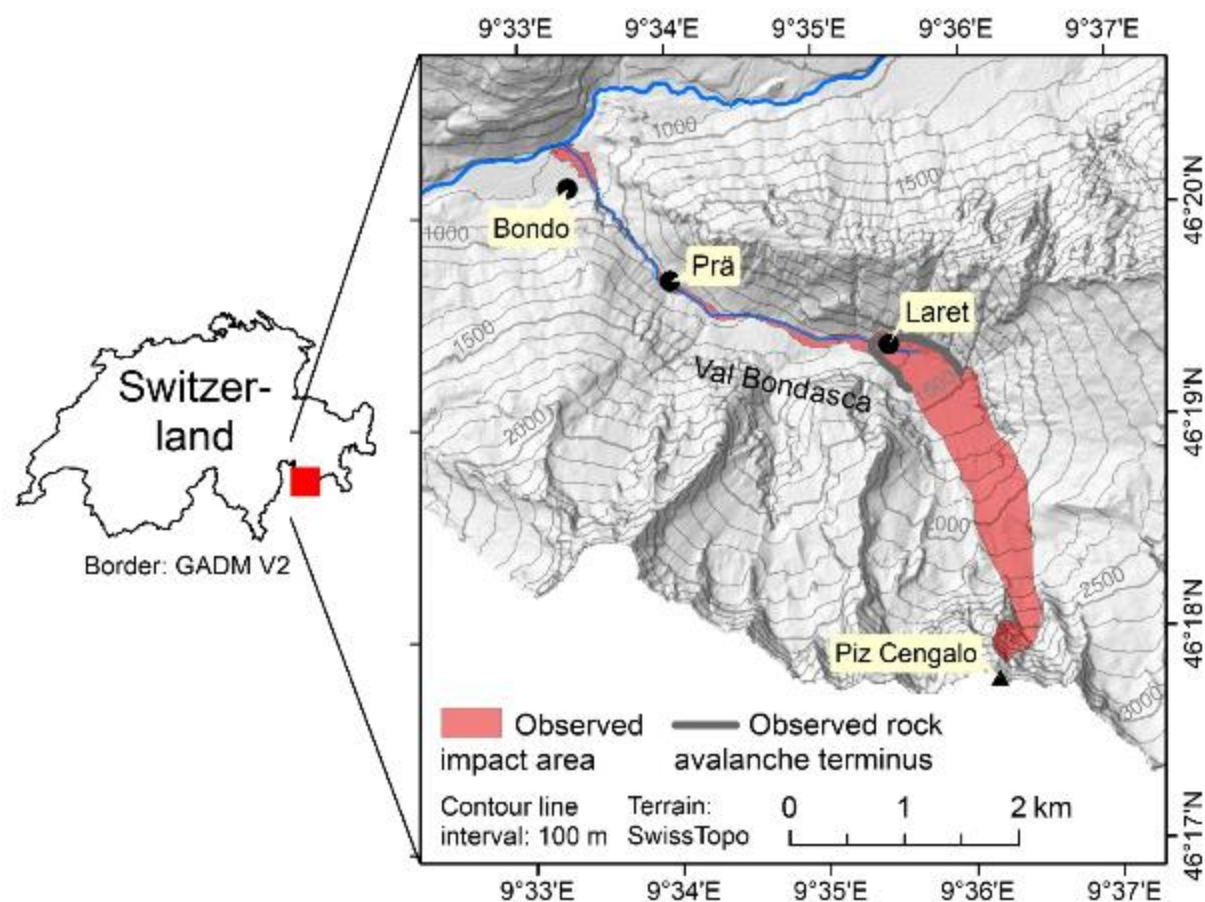 9°33'E 9°34'E 9°35'E 9°36'E 9°37'E
1000
1500
46°20'N
Bondo
1000
Prä
Laret
1500
Val Bondasca
Switzer-
land
2000
46°19'N
2000
Border: GADM V2
2500
46°18'N
Piz Cengalo
3000
Observed
impact area
Observed rock
avalanche terminus
Contour line
interval: 100 m
Terrain:
SwissTopo
0 1 2 km
46°17'N
9°33'E 9°34'E 9°35'E 9°36'E 9°37'E